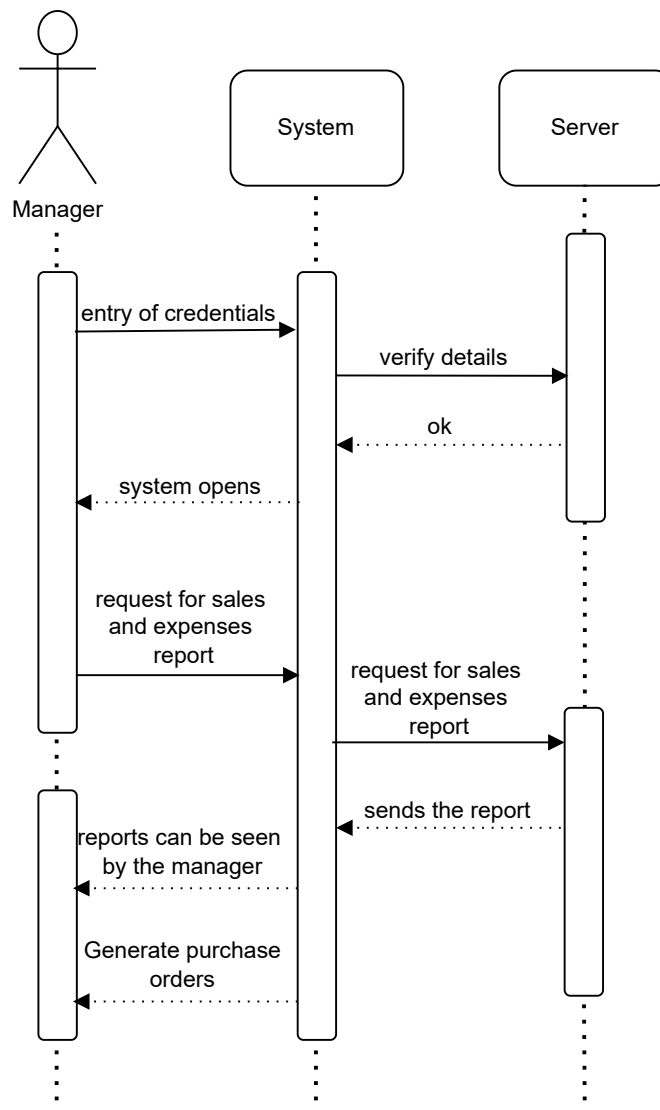 System
Server
Manager
entry of credentials
verify details
ok
system opens
request for sales
and expenses
report
request for sales
and expenses
report
sends the report
reports can be seen
by the manager
Generate purchase
orders